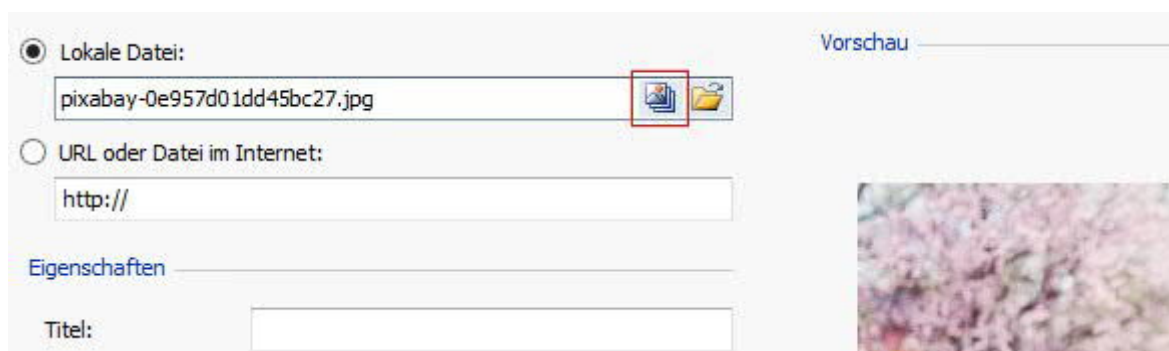 Lokale Datei:
Vorschau
pixabay-0e957d01dd45bc27.jpg
URL oder Datei im Internet:
http://
Eigenschaften
Titel: